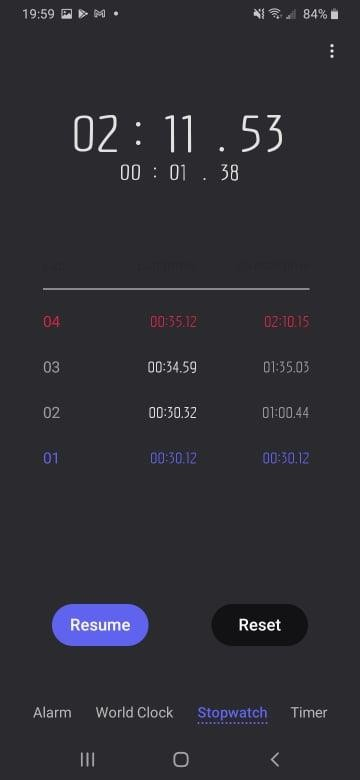 19:59 84%
02 : 11 . 53
00 : 01 . 38
04 00:35.12 02:10.15
03 00:34.59 01:35.03
02 00:30.32 01:00.44
01 00:30.12 00:30.12
Resume Reset
Alarm World Clock Stopwatch Timer